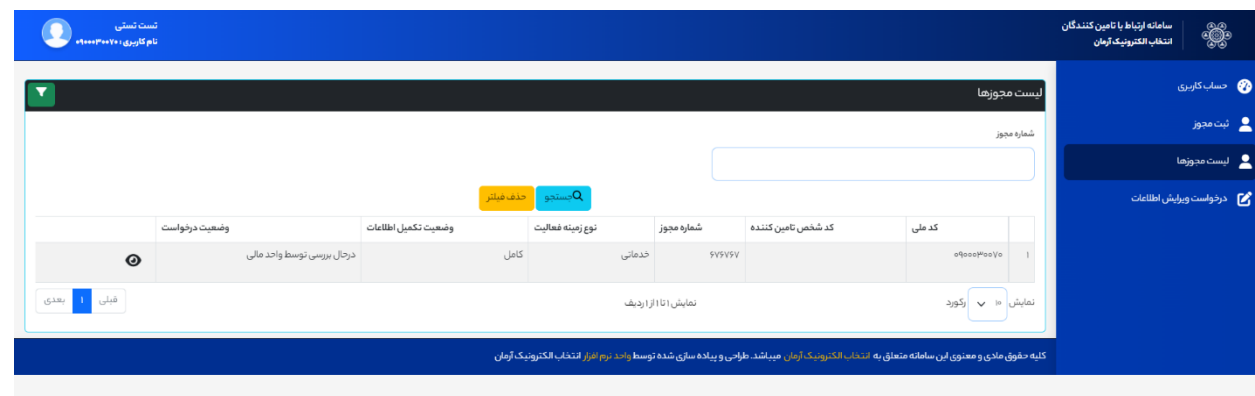 سامانه ارتباط با تامین کنندگان
انتخاب الکترونیک آرمان
تست تستی
نام کاربری : ۰۹۰۰۰۳۰۰۷۰
حساب کاربری
ثبت مجوز
لیست مجوزها
درخواست ویرایش اطلاعات
لیست مجوزها
شماره مجوز
جستجو حذف فیلتر
کد ملی کد شخص تامین کننده شماره مجوز نوع زمینه فعالیت وضعیت تکمیل اطلاعات وضعیت درخواست
۱ ۰۹۰۰۰۳۰۰۷۰ ۶۷۶۷۶۷ خدماتی کامل درحال بررسی توسط واحد مالی
نمایش رکورد نمایش ۱ تا ۱ از ۱ ردیف قبلی ۱ بعدی
کلیه حقوق مادی و معنوی این سامانه متعلق به انتخاب الکترونیک آرمان میباشد. طراحی و پیاده سازی شده توسط واحد نرم افزار انتخاب الکترونیک آرمان